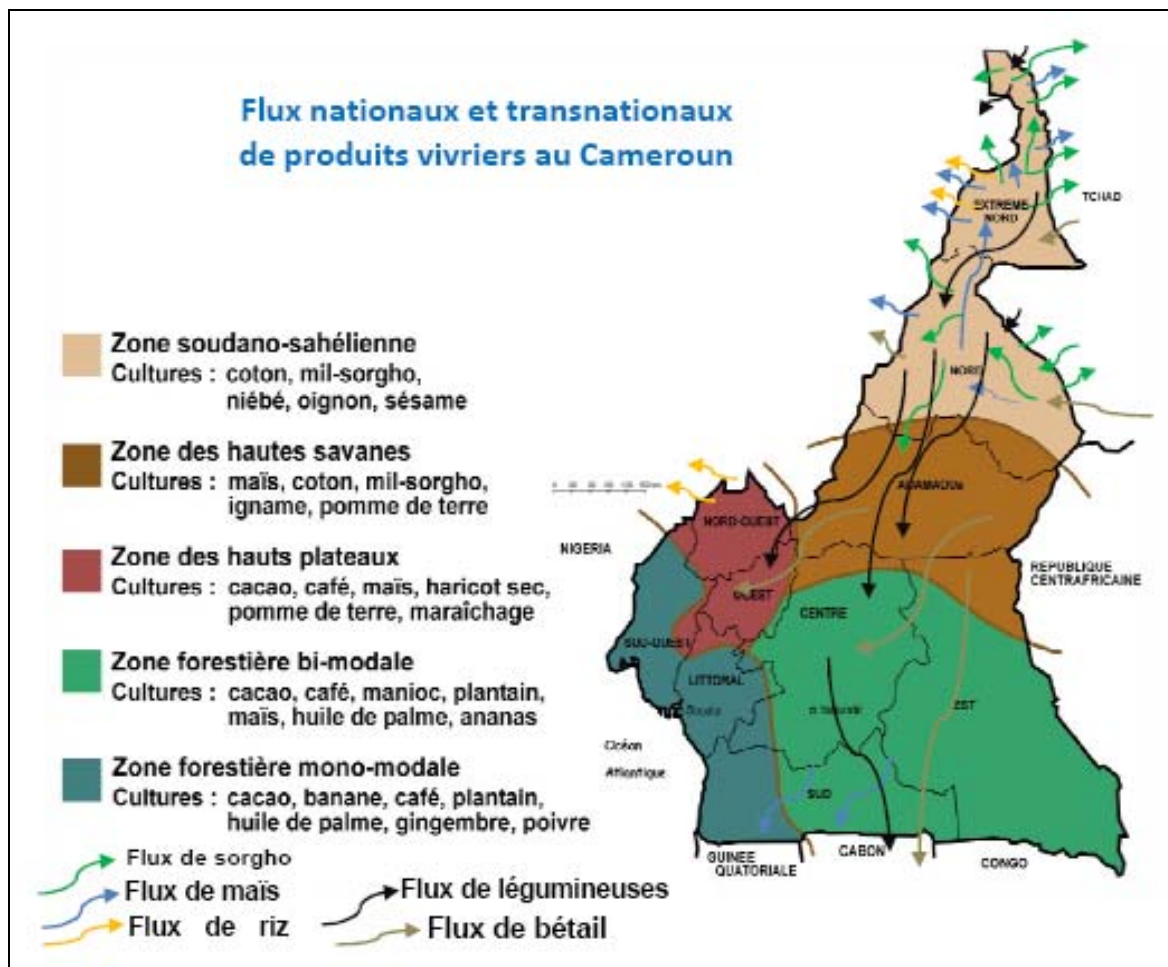 Flux nationaux et transnationaux
de produits vivriers au Cameroun
Zone soudano-sahélienne
Cultures : coton, mil-sorgho,
niébé, oignon, sésame
Zone des hautes savanes
Cultures : maïs, coton, mil-sorgho,
igname, pomme de terre
Zone des hauts plateaux
Cultures : cacao, café, maïs, haricot sec,
pomme de terre, maraîchage
Zone forestière bi-modale
Cultures : cacao, café, manioc, plantain,
maïs, huile de palme, ananas
Zone forestière mono-modale
Cultures : cacao, banane, café, plantain,
huile de palme, gingembre, poivre
Flux de sorgho
Flux de maïs
Flux de riz
Flux de légumineuses
Flux de bétail
TCHAD
EXTREME
NORD
NORD
NORD-OUEST
NIGERIA
REPUBLIQUE
CENTRAFRICAINE
OUEST
CENTRE
SUD-OUEST
LITTORAL
EST
Océan
Atlantique
SUD
GUINEE
QUATORIALE
CONGO